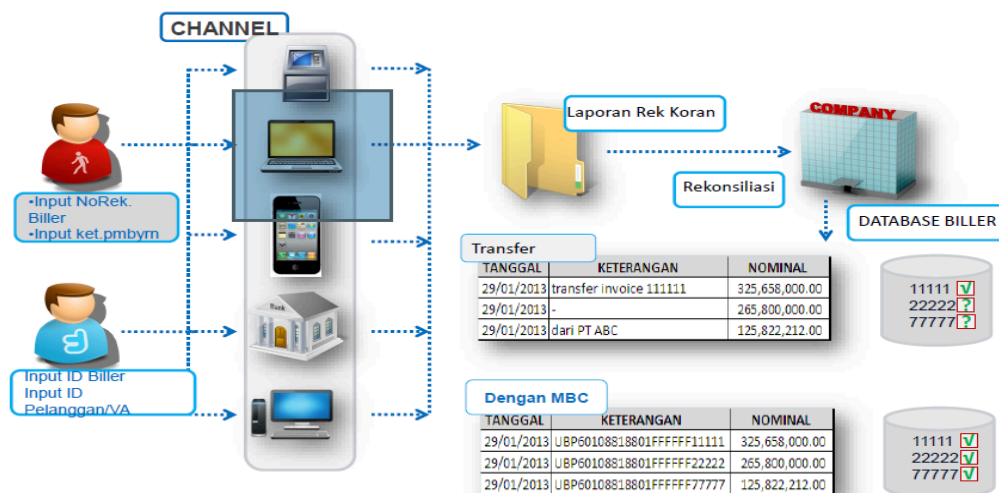 CHANNEL
•Input NoRek.
Biller
•Input ket.pmbyrn
Input ID Biller
Input ID
Pelanggan/VA
Bank
Laporan Rek Koran
Rekonsiliasi
COMPANY
DATABASE BILLER
Transfer
TANGGAL KETERANGAN NOMINAL
29/01/2013 transfer invoice 111111 325,658,000.00
29/01/2013 - 265,800,000.00
29/01/2013 dari PT ABC 125,822,212.00
11111 √
22222 ?
77777 ?
Dengan MBC
TANGGAL KETERANGAN NOMINAL
29/01/2013 UBP60108818801FFFFFF11111 325,658,000.00
29/01/2013 UBP60108818801FFFFFF22222 265,800,000.00
29/01/2013 UBP60108818801FFFFFF77777 125,822,212.00
11111 √
22222 √
77777 √